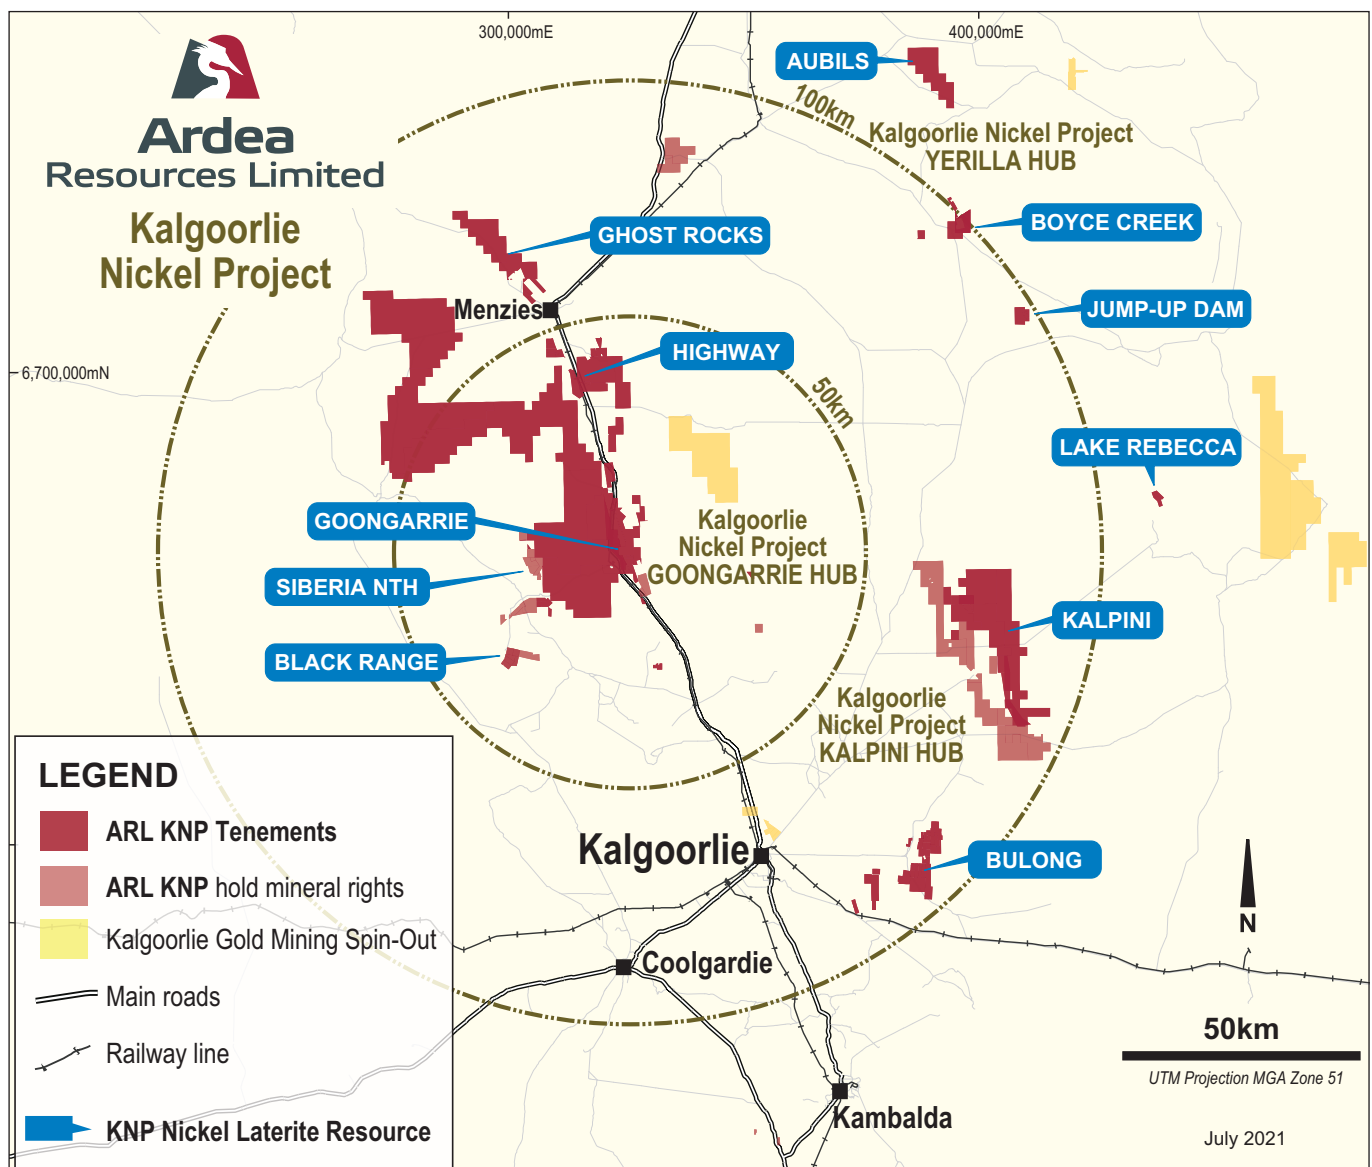 300,000mE
400,000mE
Ardea
Resources Limited
Kalgoorlie
Nickel Project
AUBILS
100km
Kalgoorlie Nickel Project
YERILLA HUB
BOYCE CREEK
GHOST ROCKS
Menzies
JUMP-UP DAM
HIGHWAY
6,700,000mN
50km
LAKE REBECCA
GOONGARRIE
Kalgoorlie
Nickel Project
GOONGARRIE HUB
SIBERIA NTH
KALPINI
BLACK RANGE
Kalgoorlie
Nickel Project
KALPINI HUB
LEGEND
ARL KNP Tenements
ARL KNP hold mineral rights
Kalgoorlie Gold Mining Spin-Out
Main roads
Railway line
KNP Nickel Laterite Resource
Kalgoorlie
BULONG
N
Coolgardie
50km
UTM Projection MGA Zone 51
Kambalda
July 2021